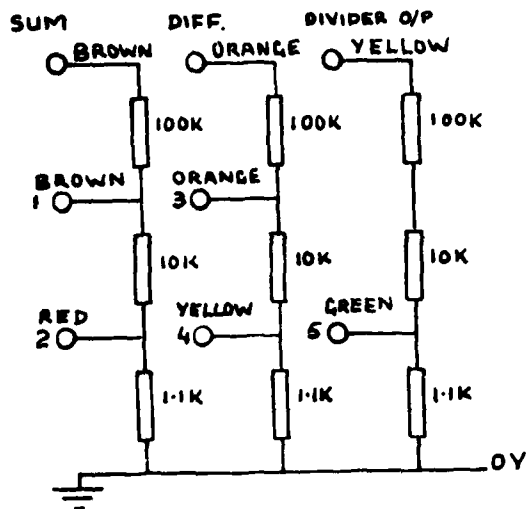 SUM DIFF. DIVIDER O/P
BROWN ORANGE YELLOW
100K 100K 100K
BROWN ORANGE
1 3
10K 10K 10K
RED YELLOW GREEN
2 4 5
1.1K 1.1K 1.1K
0V